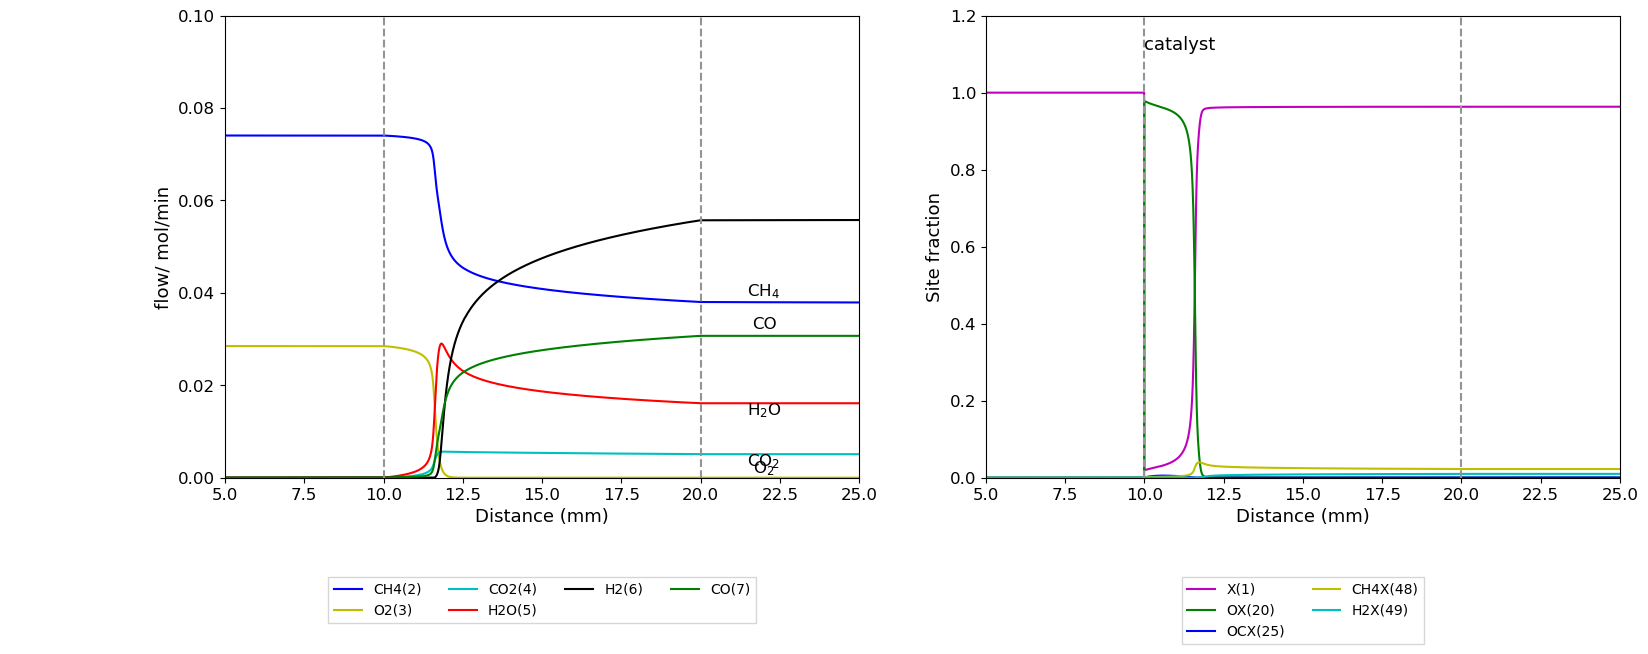 0.10
0.08
0.06
0.04
0.02
0.00
flow/ mol/min
CH4
CO
H2O
CO2
O2
5.0 7.5 10.0 12.5 15.0 17.5 20.0 22.5 25.0
Distance (mm)
CH4(2) CO2(4) H2(6) CO(7)
O2(3) H2O(5)
1.2
1.0
0.8
0.6
0.4
0.2
0.0
Site fraction
catalyst
5.0 7.5 10.0 12.5 15.0 17.5 20.0 22.5 25.0
Distance (mm)
X(1) CH4X(48)
OX(20) H2X(49)
OCX(25)